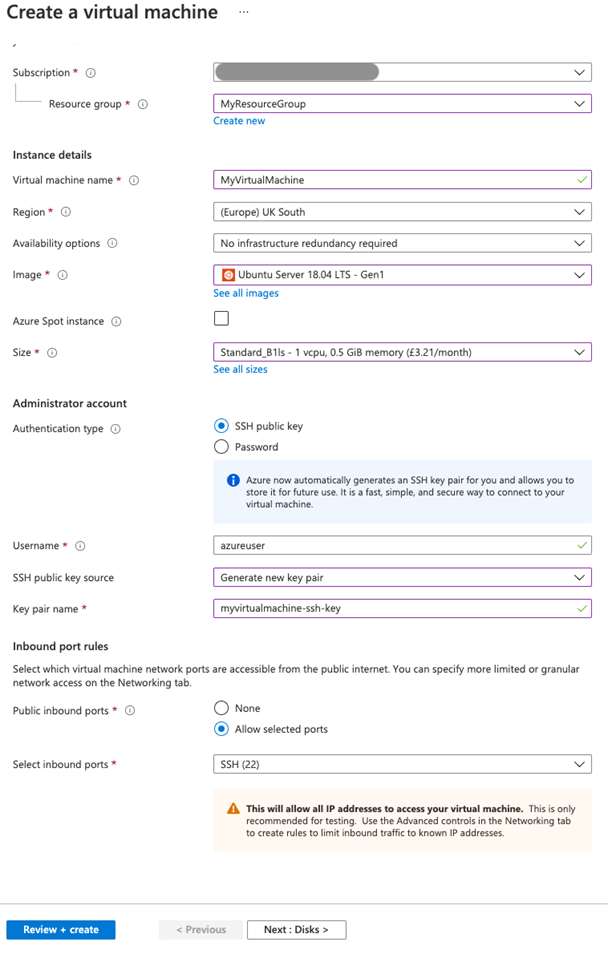 Create a virtual machine ...
Subscription *
Resource group * MyResourceGroup
Create new
Instance details
Virtual machine name * MyVirtualMachine
Region * (Europe) UK South
Availability options No infrastructure redundancy required
Image * Ubuntu Server 18.04 LTS - Gen1
See all images
Azure Spot instance
Size * Standard_B1ls - 1 vcpu, 0.5 GiB memory (£3.21/month)
See all sizes
Administrator account
Authentication type SSH public key
Password
Azure now automatically generates an SSH key pair for you and allows you to
store it for future use. It is a fast, simple, and secure way to connect to your
virtual machine.
Username * azureuser
SSH public key source Generate new key pair
Key pair name * myvirtualmachine-ssh-key
Inbound port rules
Select which virtual machine network ports are accessible from the public internet. You can specify more limited or granular
network access on the Networking tab.
Public inbound ports * None
Allow selected ports
Select inbound ports * SSH (22)
This will allow all IP addresses to access your virtual machine. This is only
recommended for testing. Use the Advanced controls in the Networking tab
to create rules to limit inbound traffic to known IP addresses.
Review + create < Previous Next : Disks >